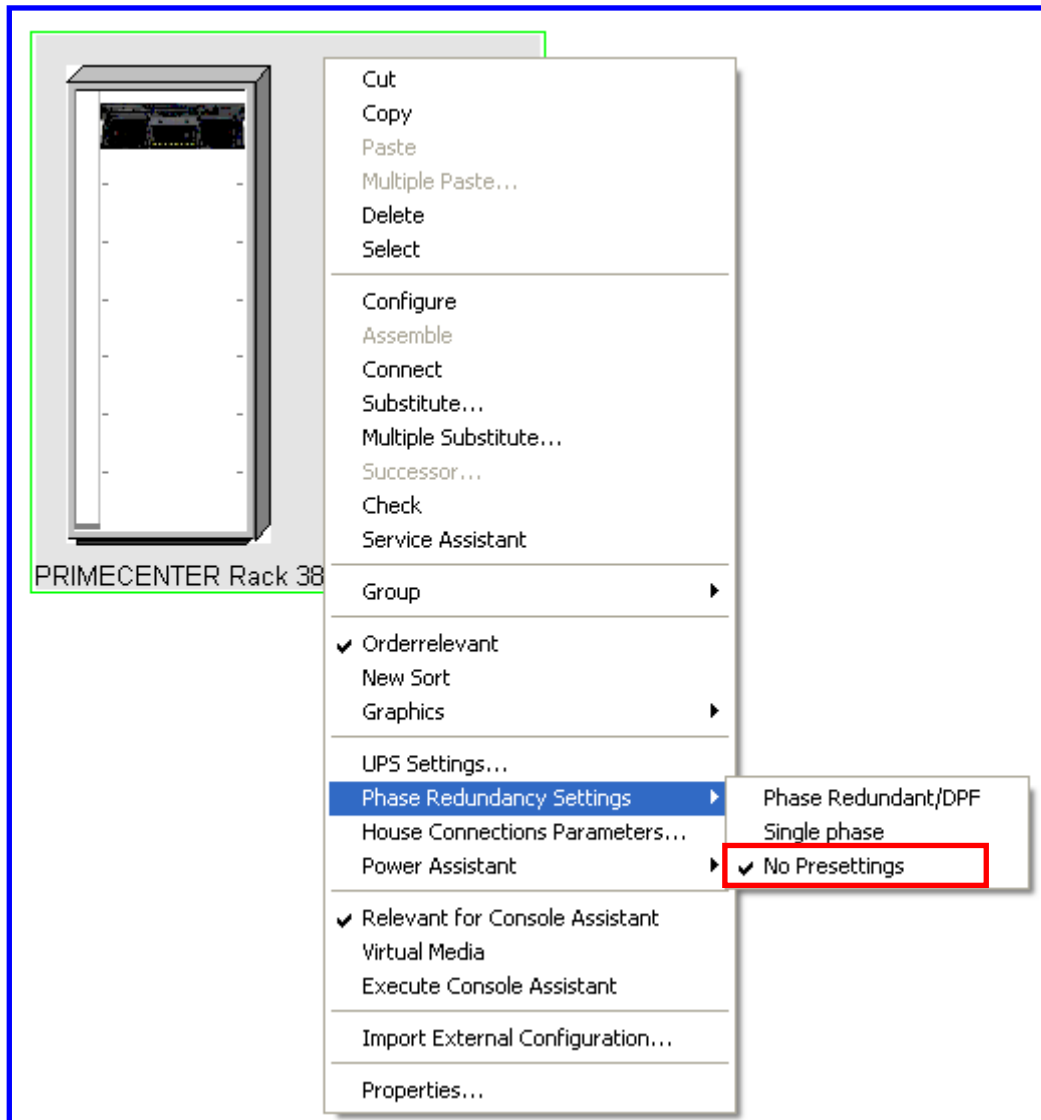 Cut
Copy
Paste
Multiple Paste...
Delete
Select
Configure
Assemble
Connect
Substitute...
Multiple Substitute...
Successor...
Check
Service Assistant
PRIMECENTER Rack 38
Group
Orderrelevant
New Sort
Graphics
UPS Settings...
Phase Redundancy Settings
Phase Redundant/DPF
House Connections Parameters...
Single phase
Power Assistant
No Presettings
Relevant for Console Assistant
Virtual Media
Execute Console Assistant
Import External Configuration...
Properties...